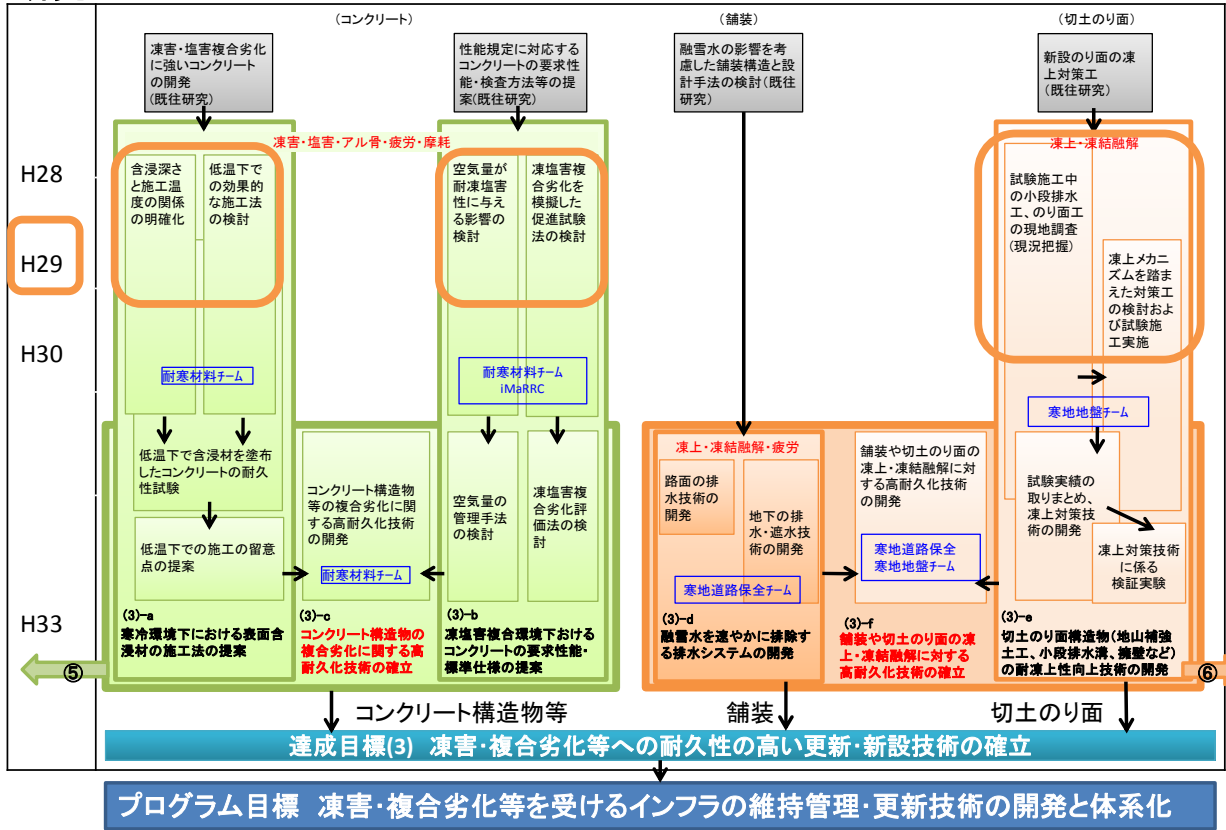 (コンクリート)
(舗装)
(切土のり面)
凍害・塩害複合劣化
に強いコンクリート
の開発
(既往研究)
性能規定に対応する
コンクリートの要求性
能・検査方法等の提
案(既往研究)
融雪水の影響を考
慮した舗装構造と設
計手法の検討(既往
研究)
新設のり面の凍
上対策工
(既往研究)
H28
H29
H30
H33
凍害・塩害・アル骨・疲労・摩耗
含浸深さ
と施工温
度の関係
の明確化
低温下で
の効果的
な施工法
の検討
空気量が
耐凍塩害
性に与え
る影響の
検討
凍塩害複
合劣化を
模擬した
促進試験
法の検討
凍上・凍結融解
試験施工中
の小段排水
工、のり面工
の現地調査
(現況把握)
凍上メカニ
ズムを踏ま
えた対策工
の検討およ
び試験施
工実施
耐寒材料チーム
耐寒材料チーム
iMaRRC
寒地地盤チーム
低温下で含浸材を塗布
したコンクリートの耐久
性試験
低温下での施工の留意
点の提案
コンクリート構造物
等の複合劣化に関
する高耐久化技術
の開発
耐寒材料チーム
空気量の
管理手法
の検討
凍塩害複
合劣化評
価法の検
討
凍上・凍結融解・疲労
路面の排
水技術の
開発
地下の排
水・遮水技
術の開発
寒地道路保全チーム
舗装や切土のり面の
凍上・凍結融解に対
する高耐久化技術
の開発
寒地道路保全
寒地地盤チーム
試験実績の
取りまとめ、
凍上対策技
術の開発
凍上対策技術
に係る
検証実験
(3)-a
寒冷環境下における表面含
浸材の施工法の提案
(3)-c
コンクリート構造物の
複合劣化に関する高
耐久化技術の確立
(3)-b
凍塩害複合環境下おける
コンクリートの要求性能・
標準仕様の提案
(3)-d
融雪水を速やかに排除す
る排水システムの開発
(3)-f
舗装や切土のり面の凍
上・凍結融解に対する
高耐久化技術の確立
(3)-e
切土のり面構造物(地山補強
土工、小段排水溝、擁壁など)
の耐凍上性向上技術の開発
⑤
⑥
コンクリート構造物等
舗装
切土のり面
達成目標(3) 凍害・複合劣化等への耐久性の高い更新・新設技術の確立
プログラム目標 凍害・複合劣化等を受けるインフラの維持管理・更新技術の開発と体系化